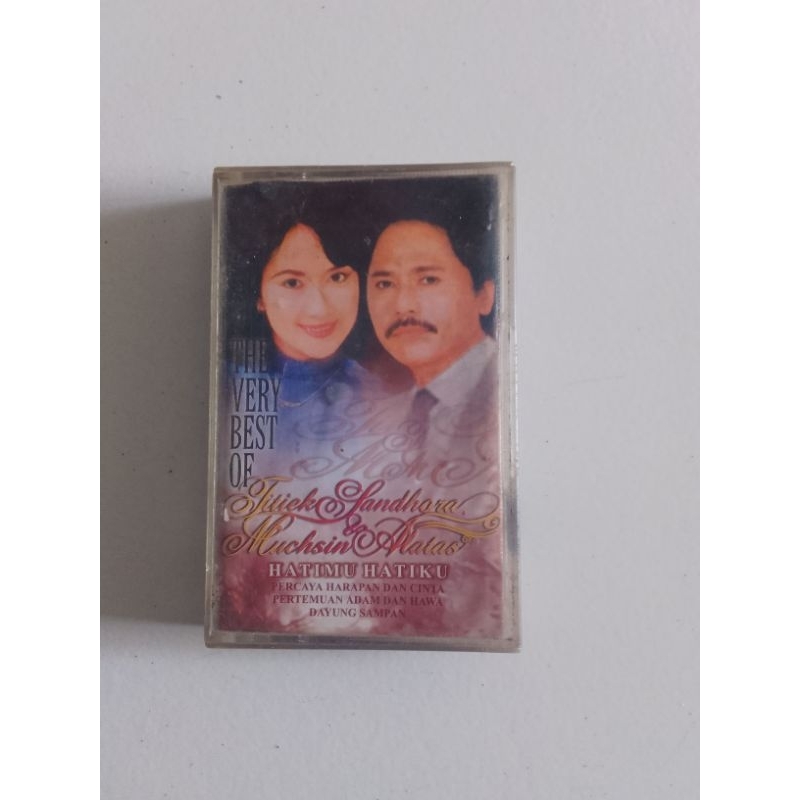 THE
VERY
BEST
OF
Titiek Sandhora
&
Muchsin Alatas
HATIMU HATIKU
PERCAYA HARAPAN DAN CINTA
PERTEMUAN ADAM DAN HAWA
DAYUNG SAMPAN